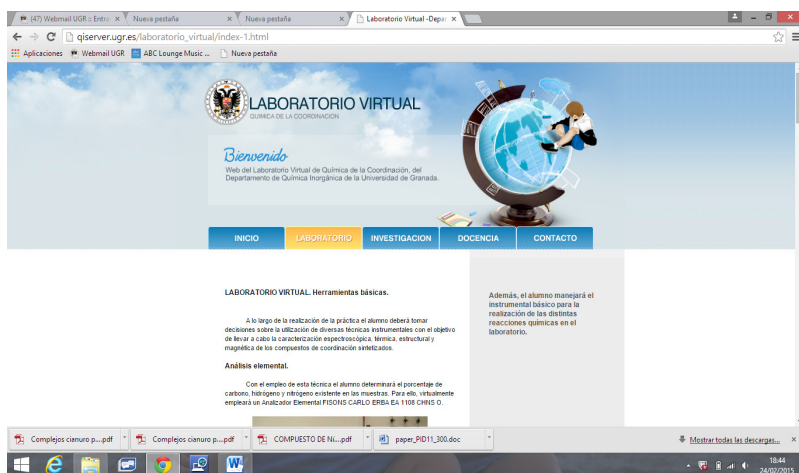 (47) Webmail UGR :: Entra
Nueva pestaña
Nueva pestaña
Laboratorio Virtual -Depar
qiserver.ugr.es/laboratorio_virtual/index-1.html
Aplicaciones
Webmail UGR
ABC Lounge Music ...
Nueva pestaña
LABORATORIO VIRTUAL
QUIMICA DE LA COORDINACION
Bienvenido
Web del Laboratorio Virtual de Química de la Coordinación, del
Departamento de Química Inorgánica de la Universidad de Granada.
INICIO
LABORATORIO
INVESTIGACION
DOCENCIA
CONTACTO
LABORATORIO VIRTUAL. Herramientas básicas.
A lo largo de la realización de la práctica el alumno deberá tomar
decisiones sobre la utilización de diversas técnicas instrumentales con el objetivo
de llevar a cabo la caracterización espectroscópica, térmica, estructural y
magnética de los compuestos de coordinación sintetizados.
Análisis elemental.
Con el empleo de esta técnica el alumno determinará el porcentaje de
carbono, hidrógeno y nitrógeno existente en las muestras. Para ello, virtualmente
empleará un Analizador Elemental FISONS CARLO ERBA EA 1108 CHNS O.
Además, el alumno manejará el
instrumental básico para la
realización de las distintas
reacciones químicas en el
laboratorio.
Complejos cianuro p....pdf
Complejos cianuro p....pdf
COMPUESTO DE Ni....pdf
paper_PID11_300.doc
Mostrar todas las descargas...
18:44
24/02/2015